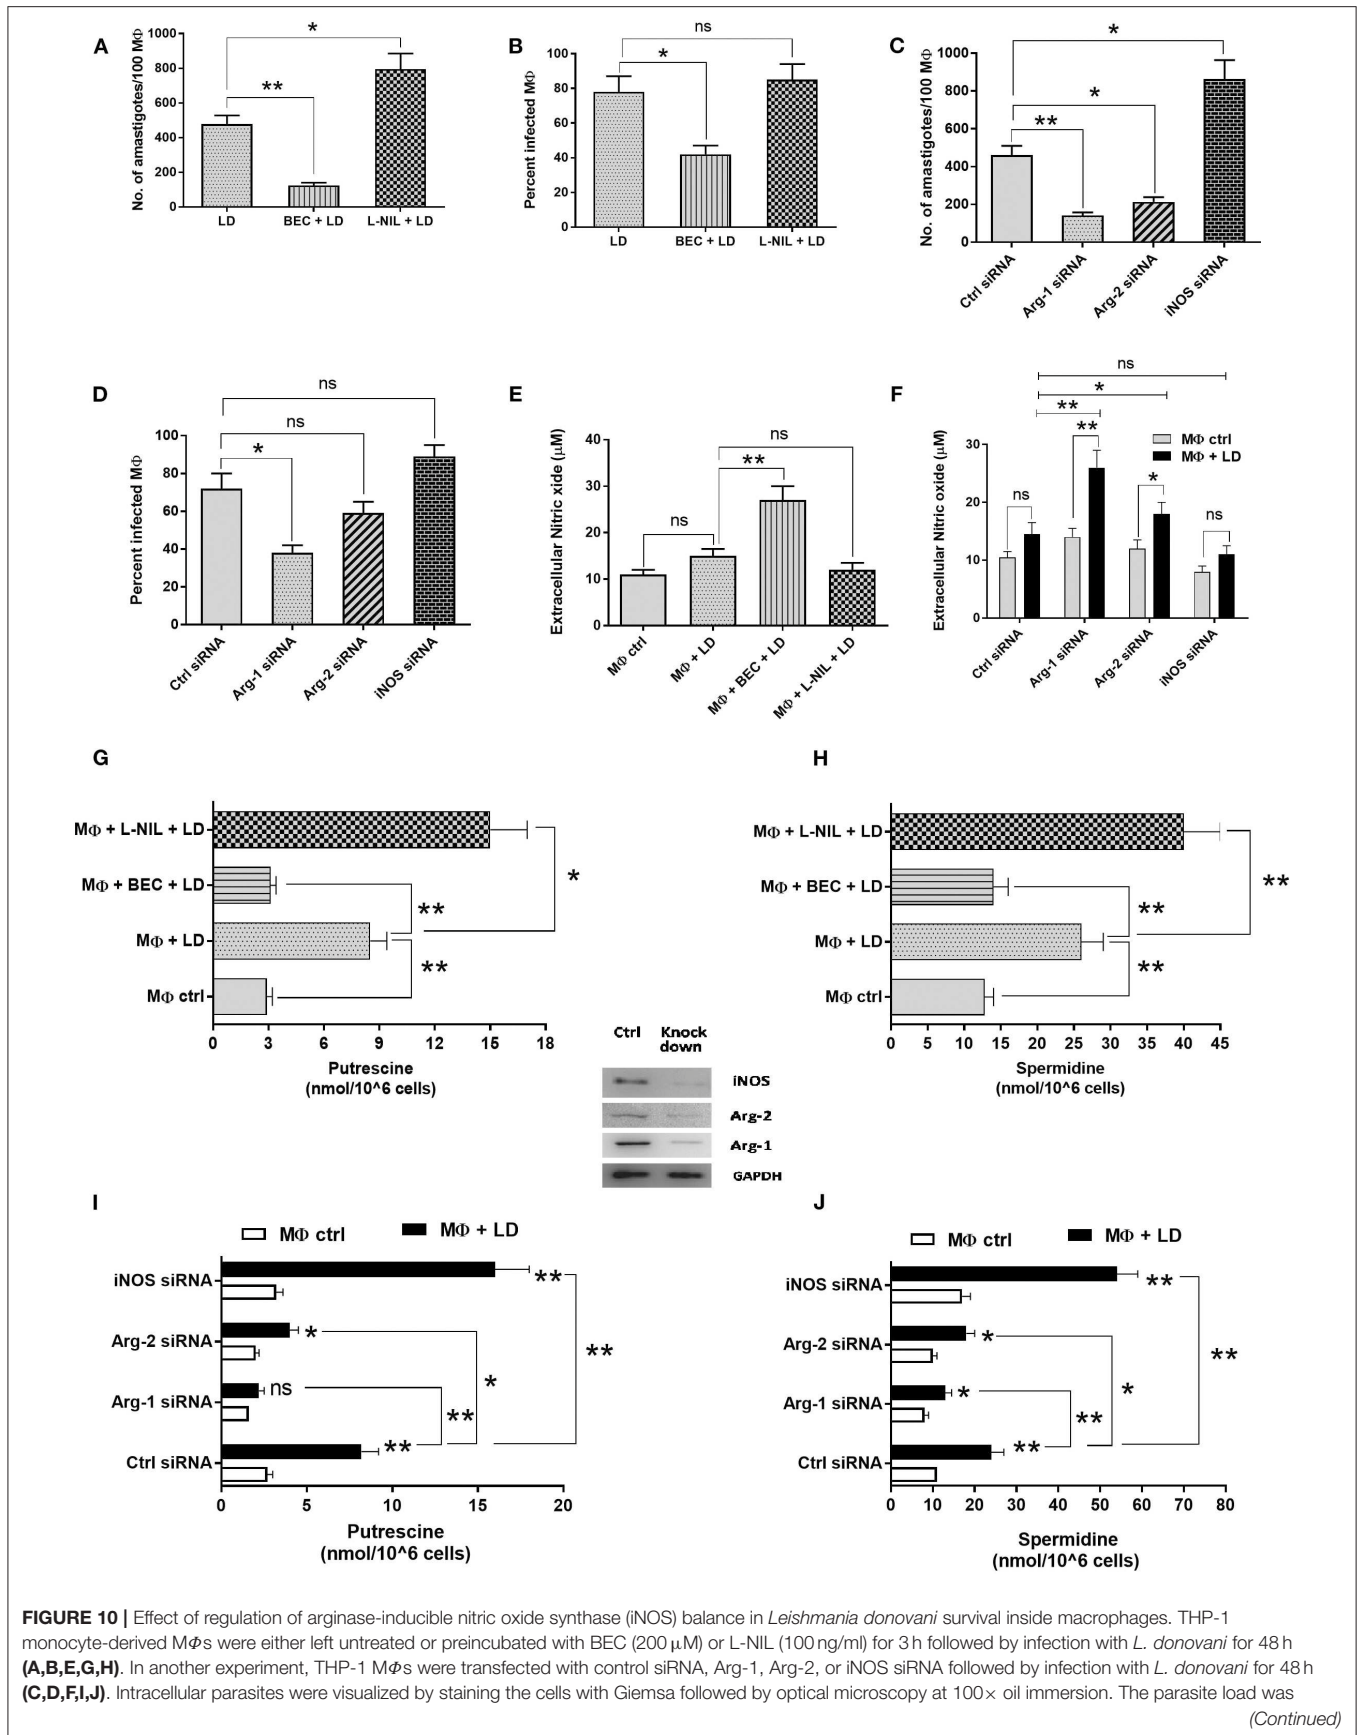 A
No. of amastigotes/100 MΦ
1000
800
600
400
200
0
*
**
LD
BEC + LD
L-NIL + LD
B
Percent infected MΦ
100
80
60
40
20
0
ns
*
LD
BEC + LD
L-NIL + LD
C
No. of amastigotes/100 MΦ
1000
800
600
400
200
0
*
*
**
Ctrl siRNA
Arg-1 siRNA
Arg-2 siRNA
iNOS siRNA
D
Percent infected MΦ
100
80
60
40
20
0
ns
ns
*
Ctrl siRNA
Arg-1 siRNA
Arg-2 siRNA
iNOS siRNA
E
Extracellular Nitric xide (μM)
40
30
20
10
0
ns
**
ns
MΦ ctrl
MΦ + LD
MΦ + BEC + LD
MΦ + L-NIL + LD
F
Extracellular Nitric oxide (μM)
30
20
10
0
ns
*
**
**
*
ns
ns
MΦ ctrl
MΦ + LD
Ctrl siRNA
Arg-1 siRNA
Arg-2 siRNA
iNOS siRNA
G
MΦ + L-NIL + LD
MΦ + BEC + LD
MΦ + LD
MΦ ctrl
*
**
**
0 3 6 9 12 15 18
Putrescine
(nmol/10^6 cells)
H
MΦ + L-NIL + LD
MΦ + BEC + LD
MΦ + LD
MΦ ctrl
**
**
**
0 5 10 15 20 25 30 35 40 45
Spermidine
(nmol/10^6 cells)
Ctrl Knock
down
iNOS
Arg-2
Arg-1
GAPDH
I
MΦ ctrl MΦ + LD
iNOS siRNA **
Arg-2 siRNA *
Arg-1 siRNA ns
Ctrl siRNA **
**
*
**
0 5 10 15 20
Putrescine
(nmol/10^6 cells)
J
MΦ ctrl MΦ + LD
iNOS siRNA **
Arg-2 siRNA *
Arg-1 siRNA *
Ctrl siRNA **
**
*
**
0 10 20 30 40 50 60 70 80
Spermidine
(nmol/10^6 cells)
FIGURE 10 | Effect of regulation of arginase-inducible nitric oxide synthase (iNOS) balance in Leishmania donovani survival inside macrophages. THP-1
monocyte-derived MΦs were either left untreated or preincubated with BEC (200 μM) or L-NIL (100 ng/ml) for 3 h followed by infection with L. donovani for 48 h
(A,B,E,G,H). In another experiment, THP-1 MΦs were transfected with control siRNA, Arg-1, Arg-2, or iNOS siRNA followed by infection with L. donovani for 48 h
(C,D,F,I,J). Intracellular parasites were visualized by staining the cells with Giemsa followed by optical microscopy at 100× oil immersion. The parasite load was
(Continued)